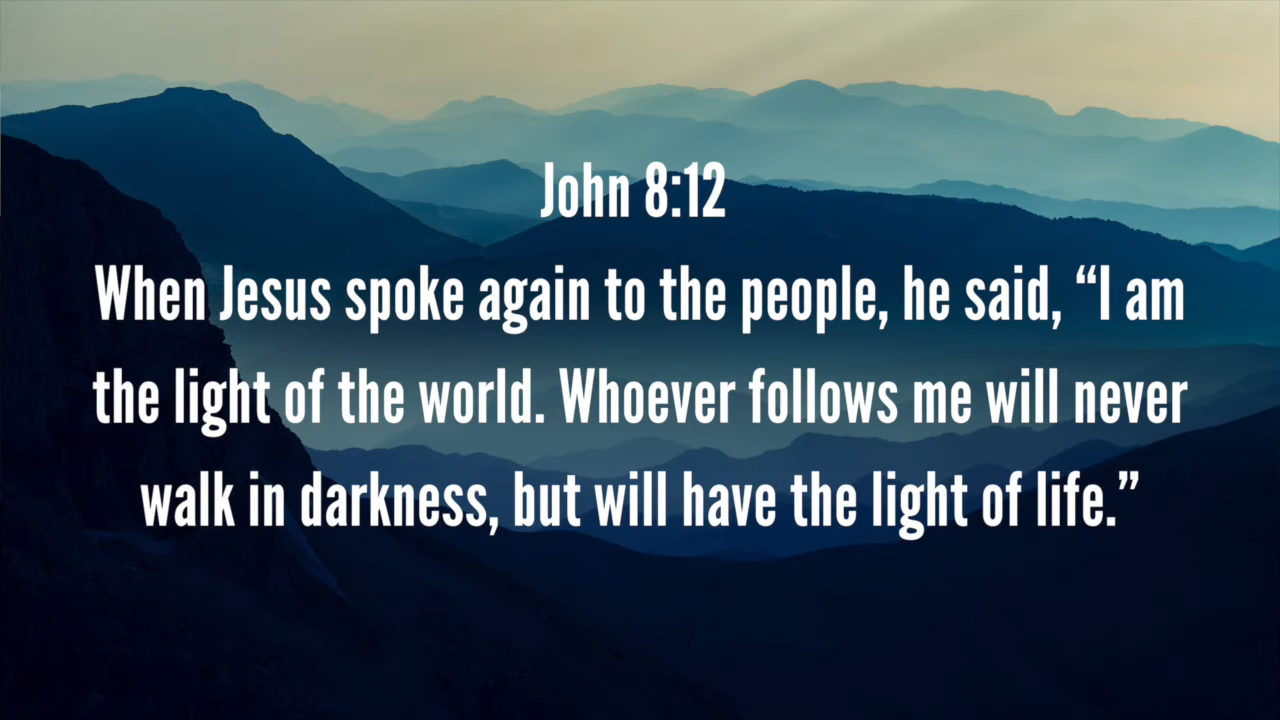 John 8:12
When Jesus spoke again to the people, he said, “I am
the light of the world. Whoever follows me will never
walk in darkness, but will have the light of life.”